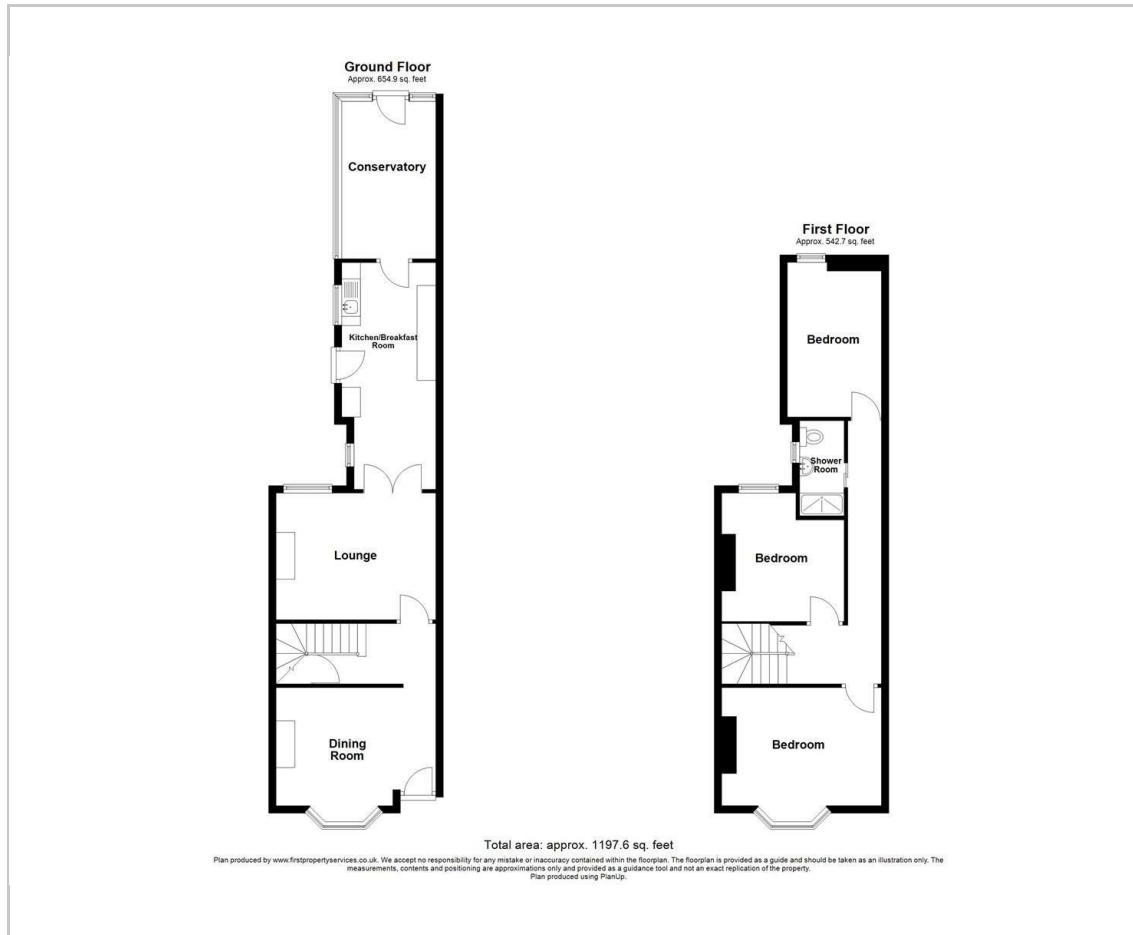 Ground Floor
Approx. 654.9 sq. feet
Conservatory
Kitchen/Breakfast
Room
Lounge
Dining
Room
First Floor
Approx. 542.7 sq. feet
Bedroom
Shower
Room
Bedroom
Bedroom
Total area: approx. 1197.6 sq. feet
Plan produced by www.firstpropertyservices.co.uk. We accept no responsibility for any mistake or inaccuracy contained within the floorplan. The floorplan is provided as a guide and should be taken as an illustration only. The
measurements, contents and positioning are approximations only and provided as a guidance tool and not an exact replication of the property.
Plan produced using PlanUp.